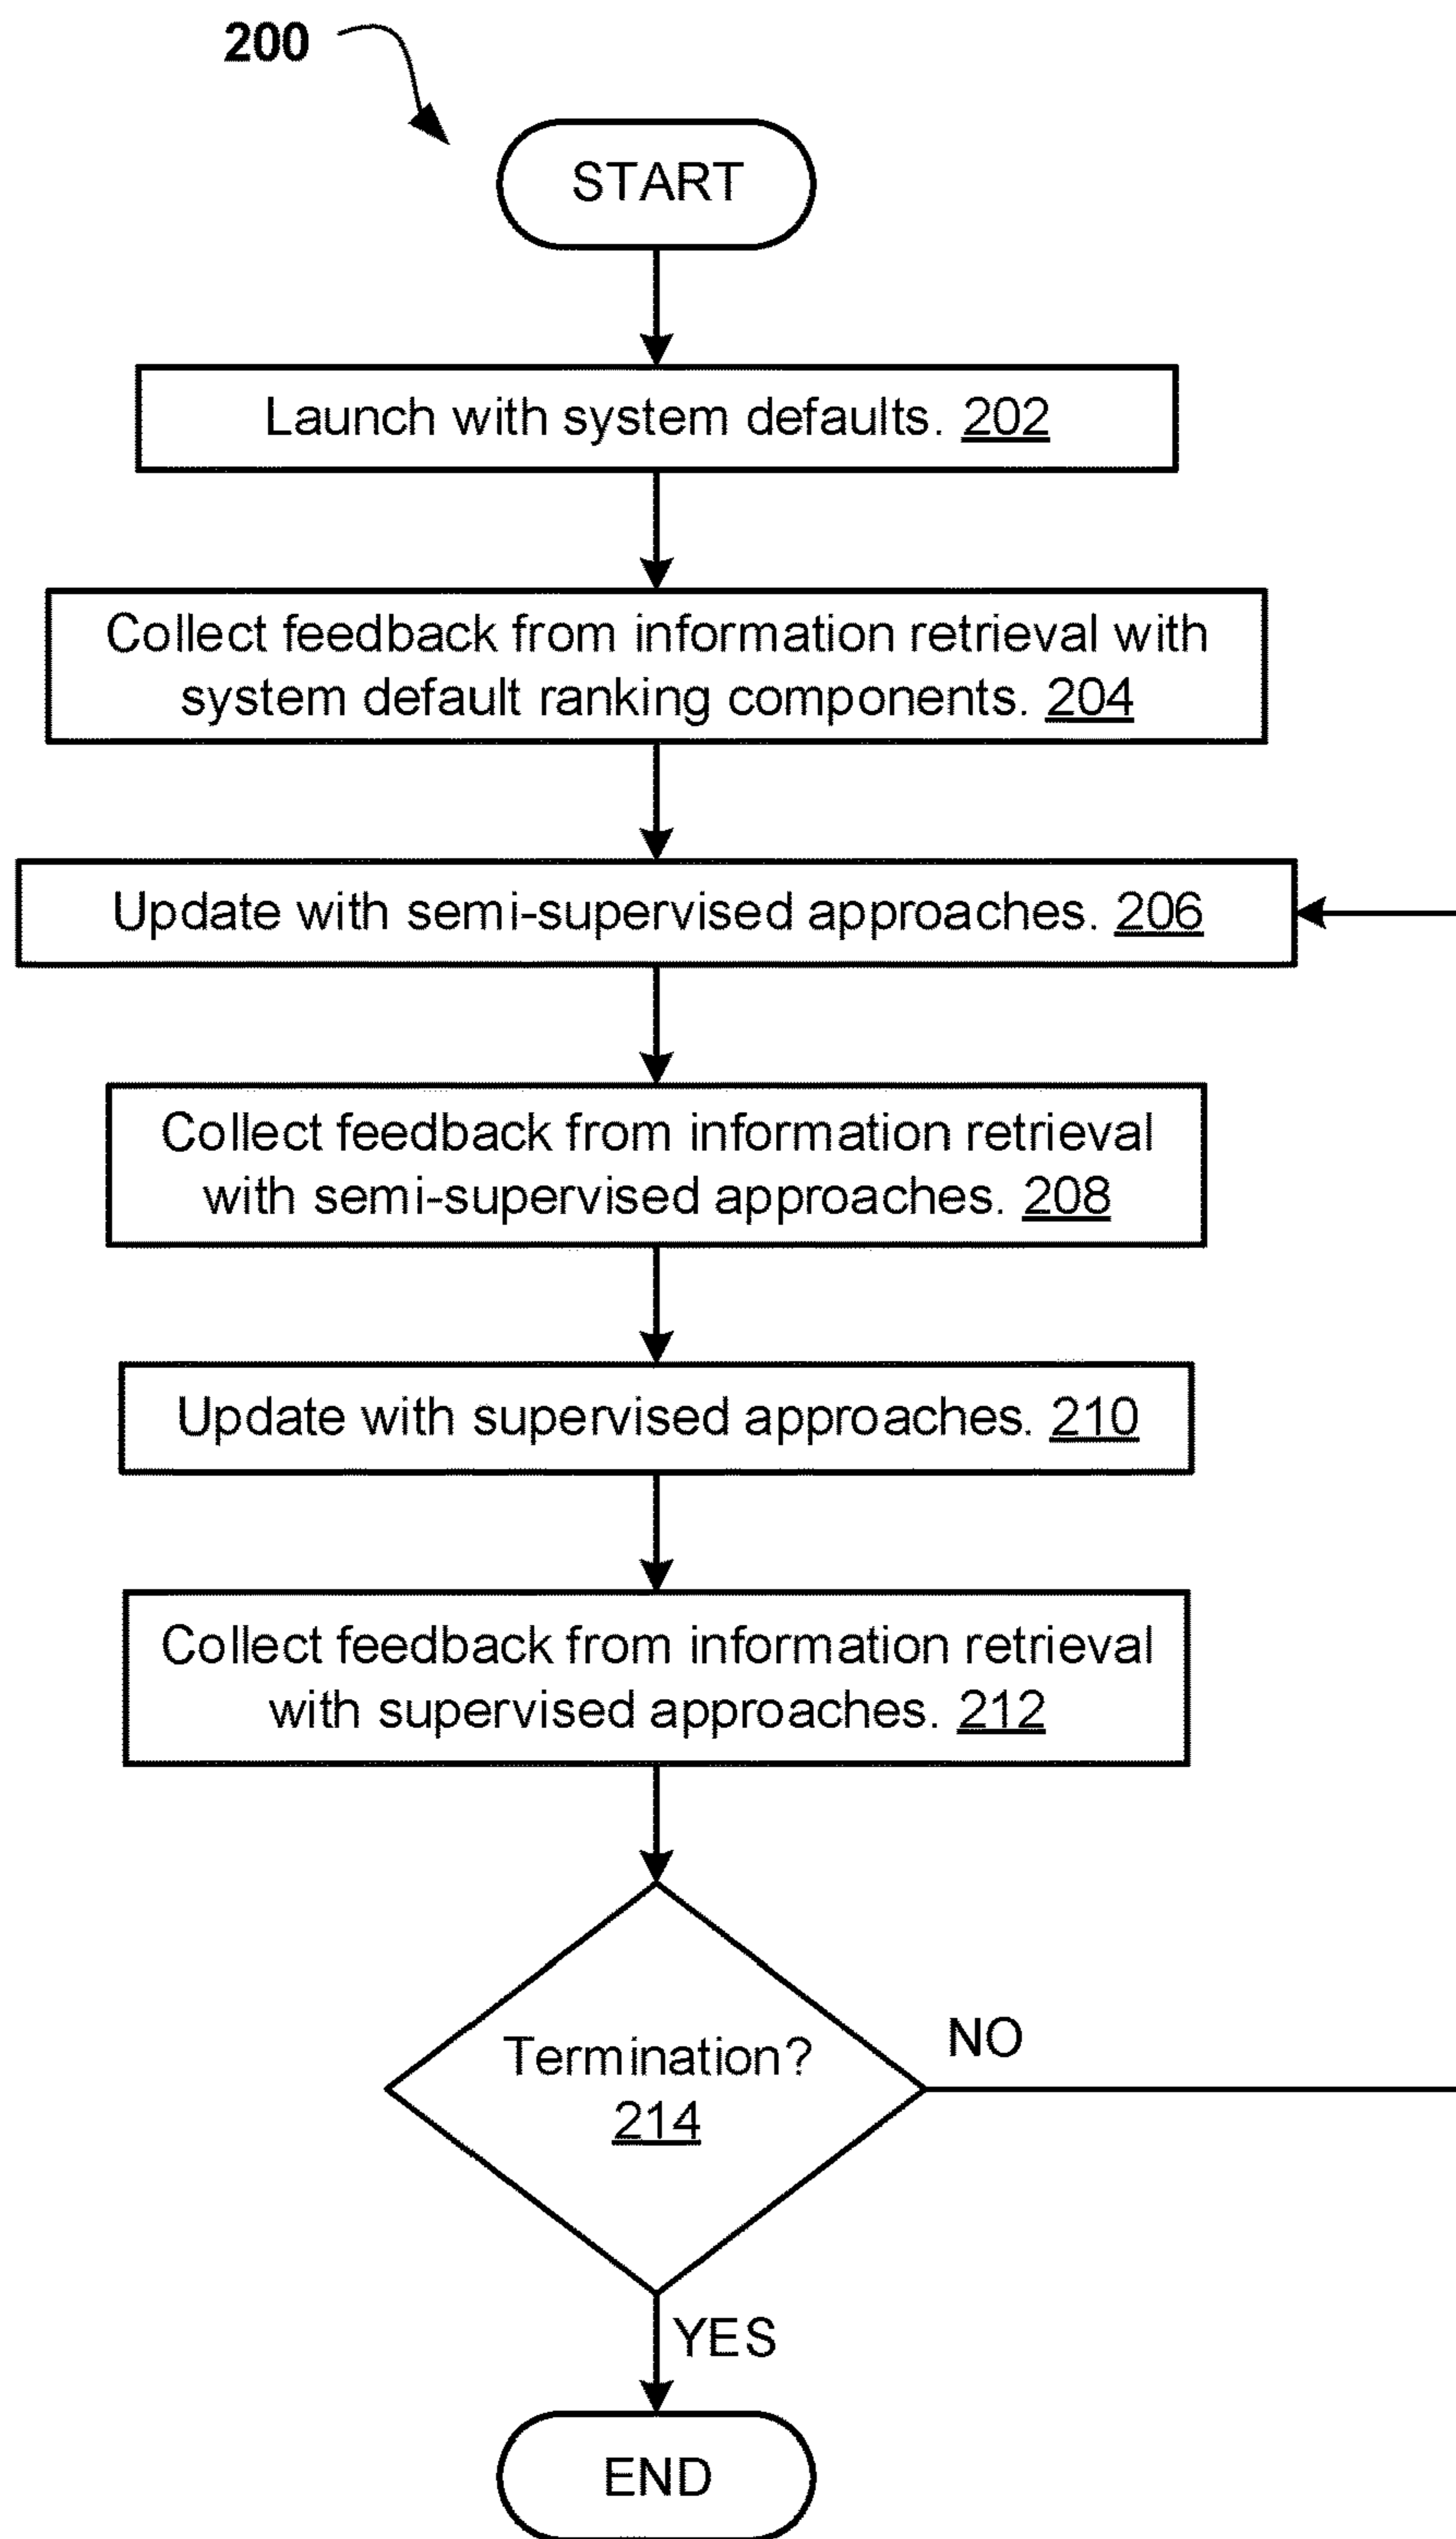 200
START
Launch with system defaults. 202
Collect feedback from information retrieval with
system default ranking components. 204
Update with semi-supervised approaches. 206
Collect feedback from information retrieval
with semi-supervised approaches. 208
Update with supervised approaches. 210
Collect feedback from information retrieval
with supervised approaches. 212
Termination?
214
NO
YES
END